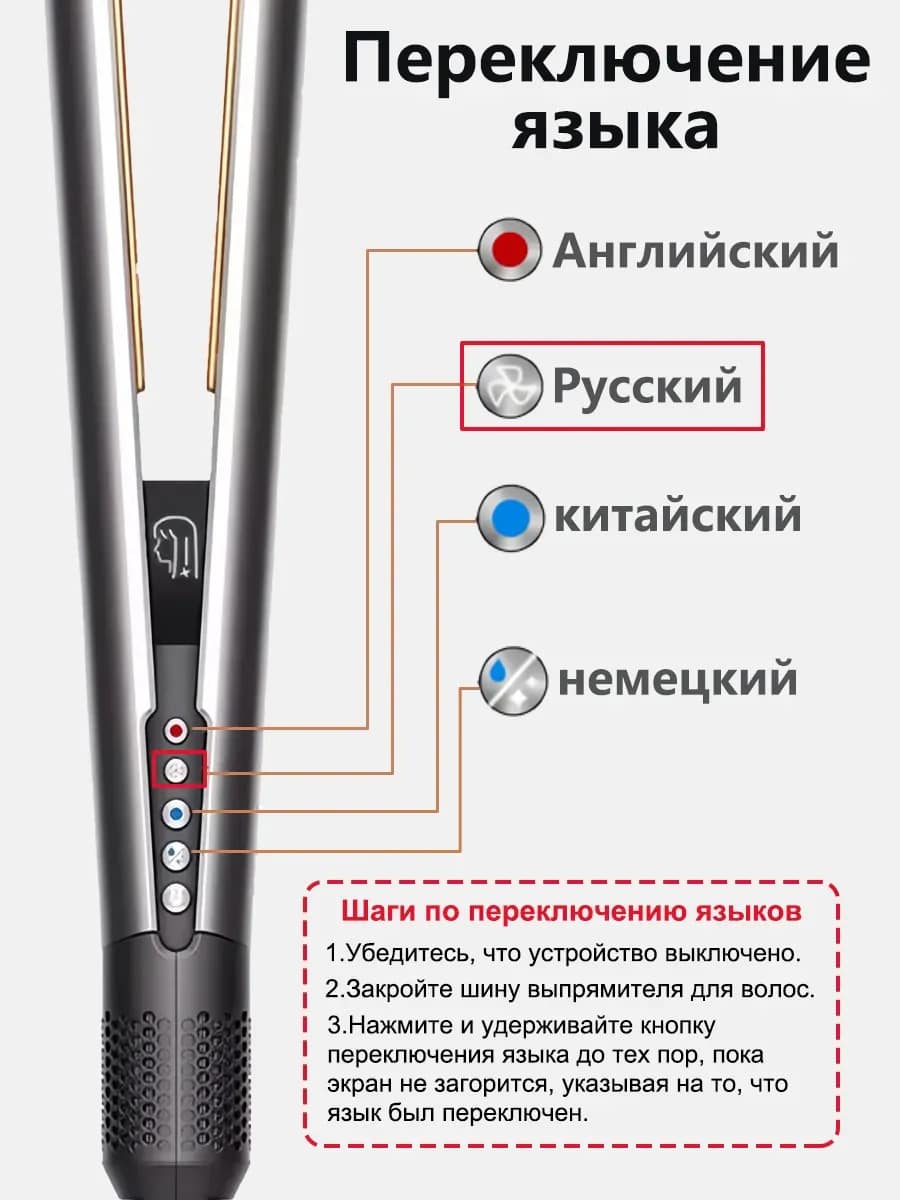 Переключение
языка
Английский
Русский
китайский
немецкий
Шаги по переключению языков
1.Убедитесь, что устройство выключено.
2.Закройте шину выпрямителя для волос.
3.Нажмите и удерживайте кнопку
переключения языка до тех пор, пока
экран не загорится, указывая на то, что
язык был переключен.